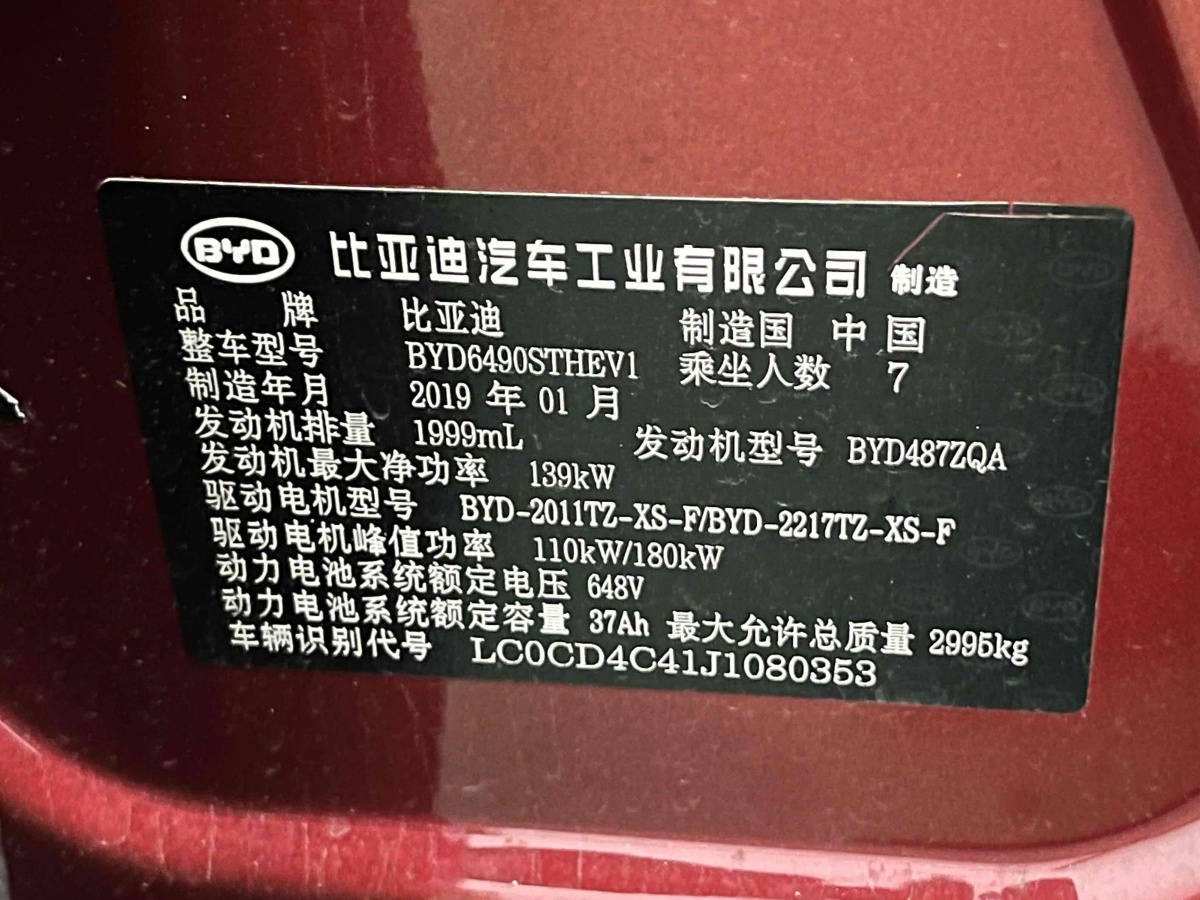 BYD 比亚迪汽车工业有限公司 制造
品 牌 比亚迪 制造国 中国
整车型号 BYD6490STHEV1 乘坐人数 7
制造年月 2019 年 01 月
发动机排量 1999mL 发动机型号 BYD487ZQA
发动机最大净功率 139kW
驱动电机型号 BYD-2011TZ-XS-F/BYD-2217TZ-XS-F
驱动电机峰值功率 110kW/180kW
动力电池系统额定电压 648V
动力电池系统额定容量 37Ah 最大允许总质量 2995kg
车辆识别代号 LC0CD4C41J1080353